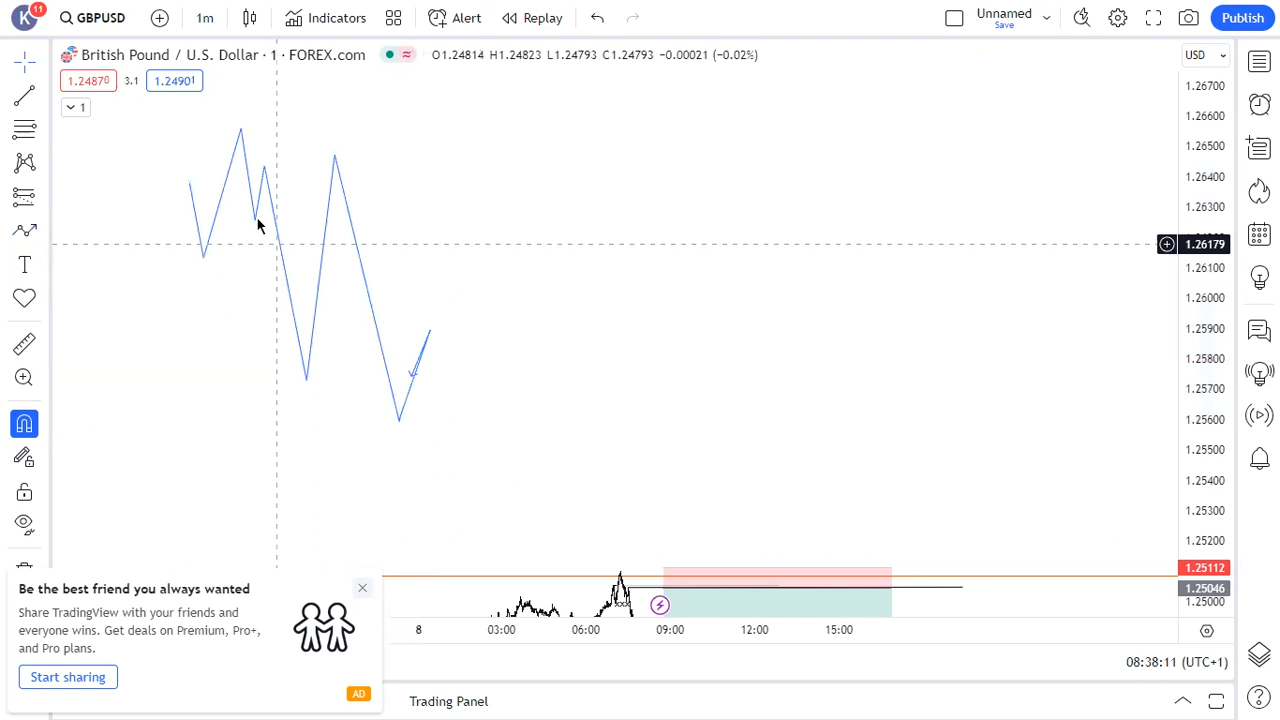 K 11 GBPUSD 1m Indicators Alert Replay Unnamed Save Publish
British Pound / U.S. Dollar · 1 · FOREX.com O1.24814 H1.24823 L1.24793 C1.24793 −0.00021 (−0.02%) USD
1.24870 3.1 1.24901
1.26700
1
1.26600
1.26500
1.26400
1.26300
1.26179
1.26100
1.26000
1.25900
1.25800
1.25700
1.25600
1.25500
1.25400
1.25300
1.25200
1.25112
1.25046
1.25000
Be the best friend you always wanted
Share TradingView with your friends and
everyone wins. Get deals on Premium, Pro+,
and Pro plans.
Start sharing
AD
8 03:00 06:00 09:00 12:00 15:00
08:38:11 (UTC+1)
Trading Panel